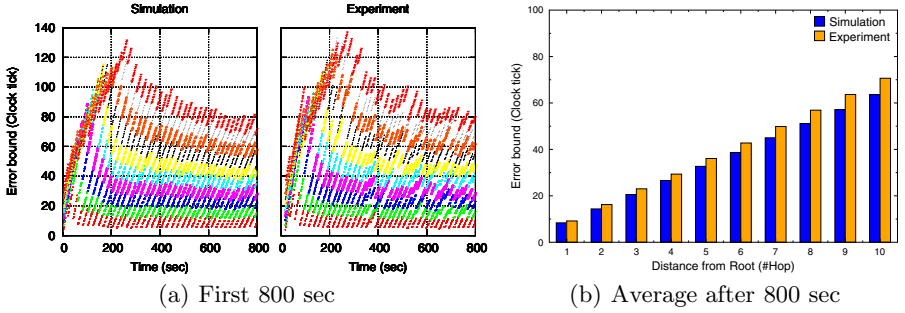 Simulation
Experiment
Error bound (Clock tick)
140
120
100
80
60
40
20
0
0 200 400 600 800
0 200 400 600 800
Time (sec)
Time (sec)
(a) First 800 sec
Error bound (Clock tick)
100
80
60
40
20
0
Simulation
Experiment
1 2 3 4 5 6 7 8 9 10
Distance from Root (#Hop)
(b) Average after 800 sec